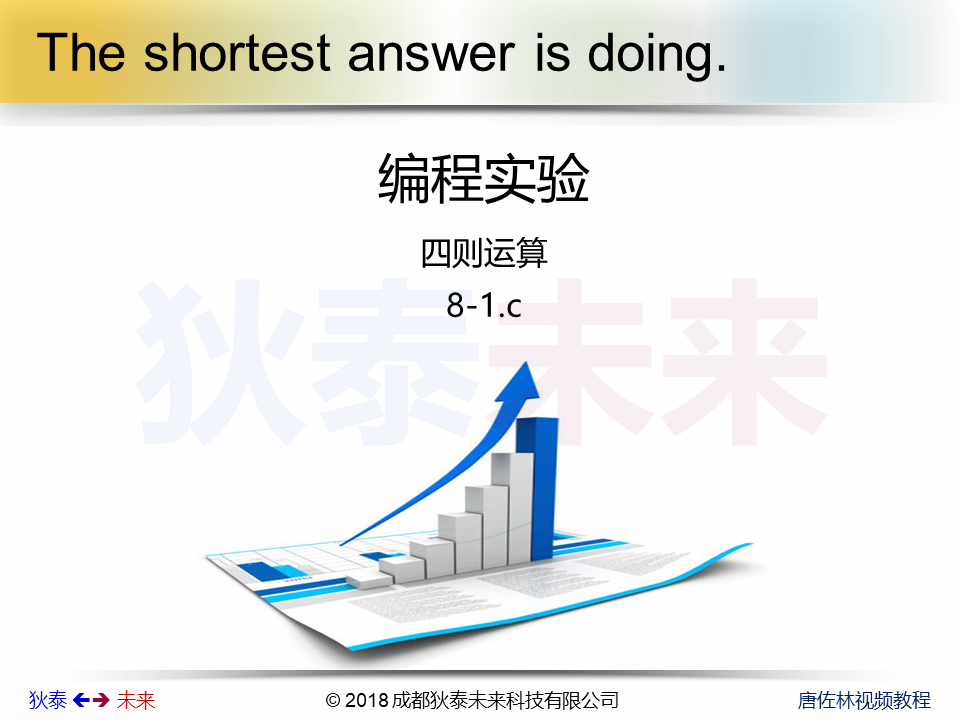 The shortest answer is doing.
编程实验
四则运算
8-1.c
狄泰未来
2009
狄泰 🡸🡺 未来
© 2018 成都狄泰未来科技有限公司
唐佐林视频教程